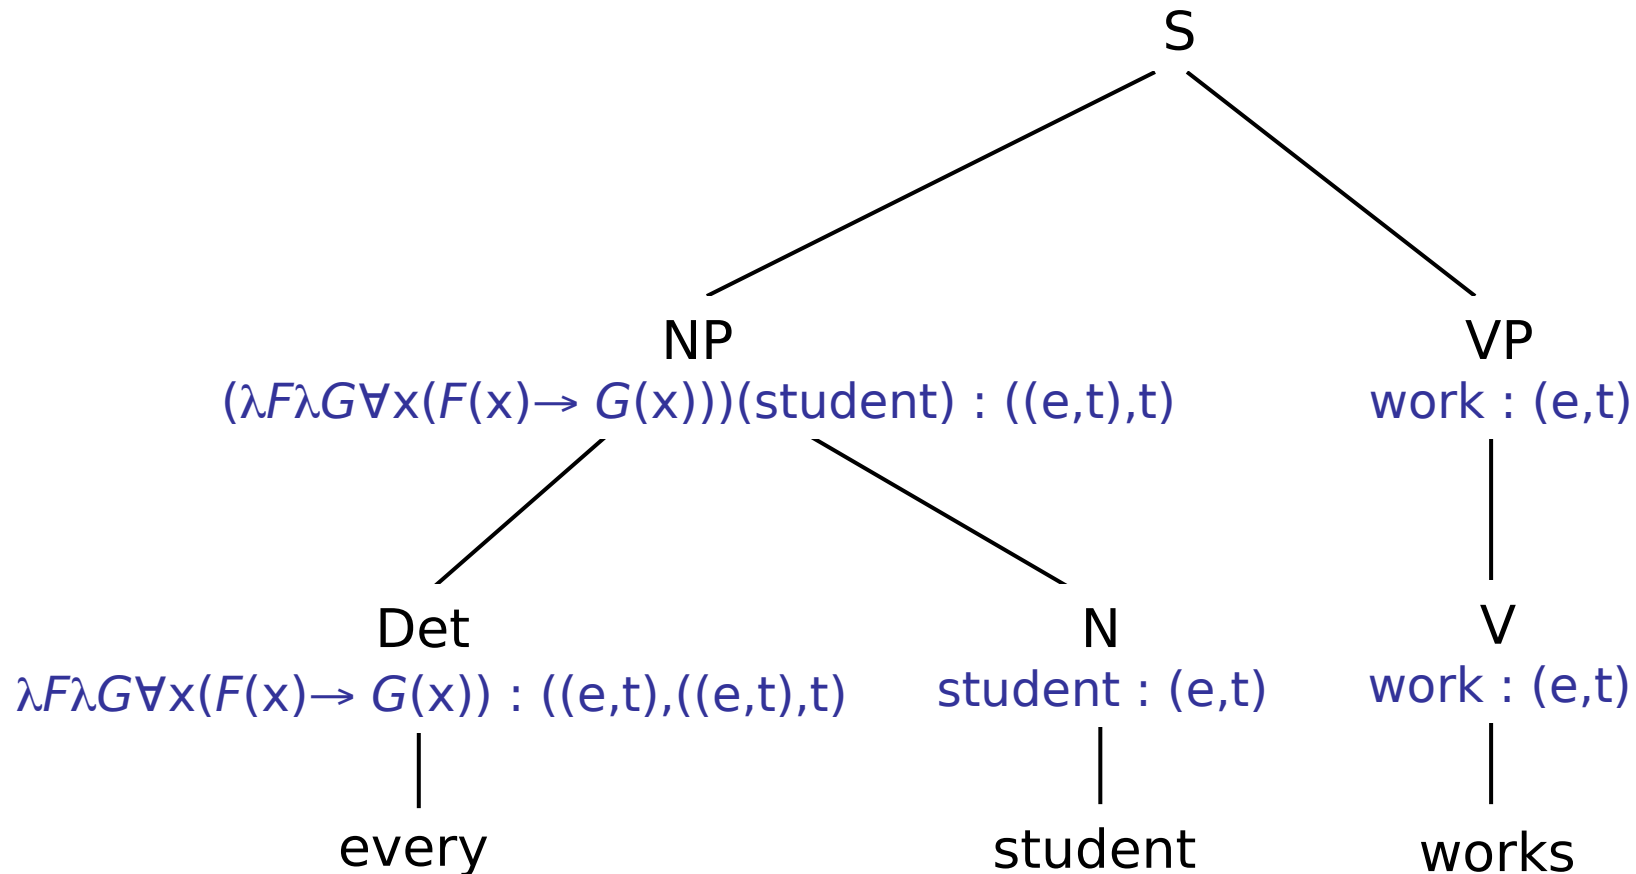 S
NP
VP
(λFλG∀x(F(x)→ G(x)))(student) : ((e,t),t)
work : (e,t)
Det
N
V
λFλG∀x(F(x)→ G(x)) : ((e,t),((e,t),t)
student : (e,t)
work : (e,t)
every
student
works